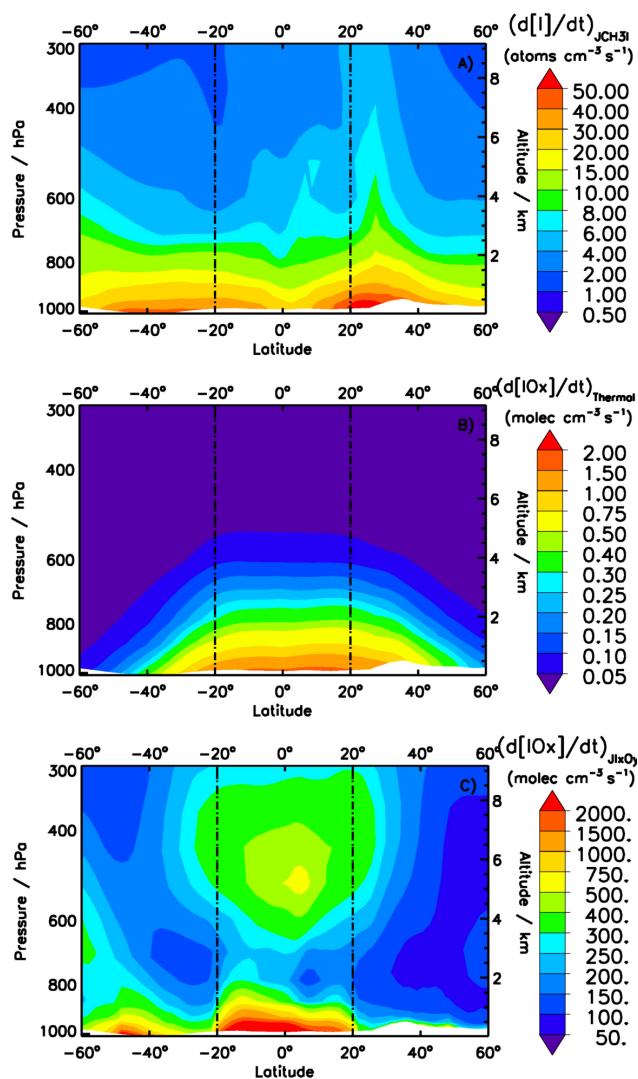 (d[I]/dt)JCH3I
(atoms cm⁻³ s⁻¹)
−60° −40° −20° 0° 20° 40° 60°
A)
300
400
600
800
1000
Pressure / hPa
8
6
4
2
Altitude / km
50.00
40.00
30.00
20.00
15.00
10.00
8.00
6.00
4.00
2.00
1.00
0.50
−60° −40° −20° 0° 20° 40° 60°
Latitude
(d[IOx]/dt)Thermal
(molec cm⁻³ s⁻¹)
−60° −40° −20° 0° 20° 40° 60°
B)
300
400
600
800
1000
Pressure / hPa
8
6
4
2
Altitude / km
2.00
1.50
1.00
0.75
0.50
0.40
0.30
0.20
0.15
0.10
0.05
−60° −40° −20° 0° 20° 40° 60°
Latitude
(d[IOx]/dt)JIxOy
(molec cm⁻³ s⁻¹)
−60° −40° −20° 0° 20° 40° 60°
C)
300
400
600
800
1000
Pressure / hPa
8
6
4
2
Altitude / km
2000.
1500.
1000.
750.
500.
400.
300.
200.
150.
100.
50.
−60° −40° −20° 0° 20° 40° 60°
Latitude